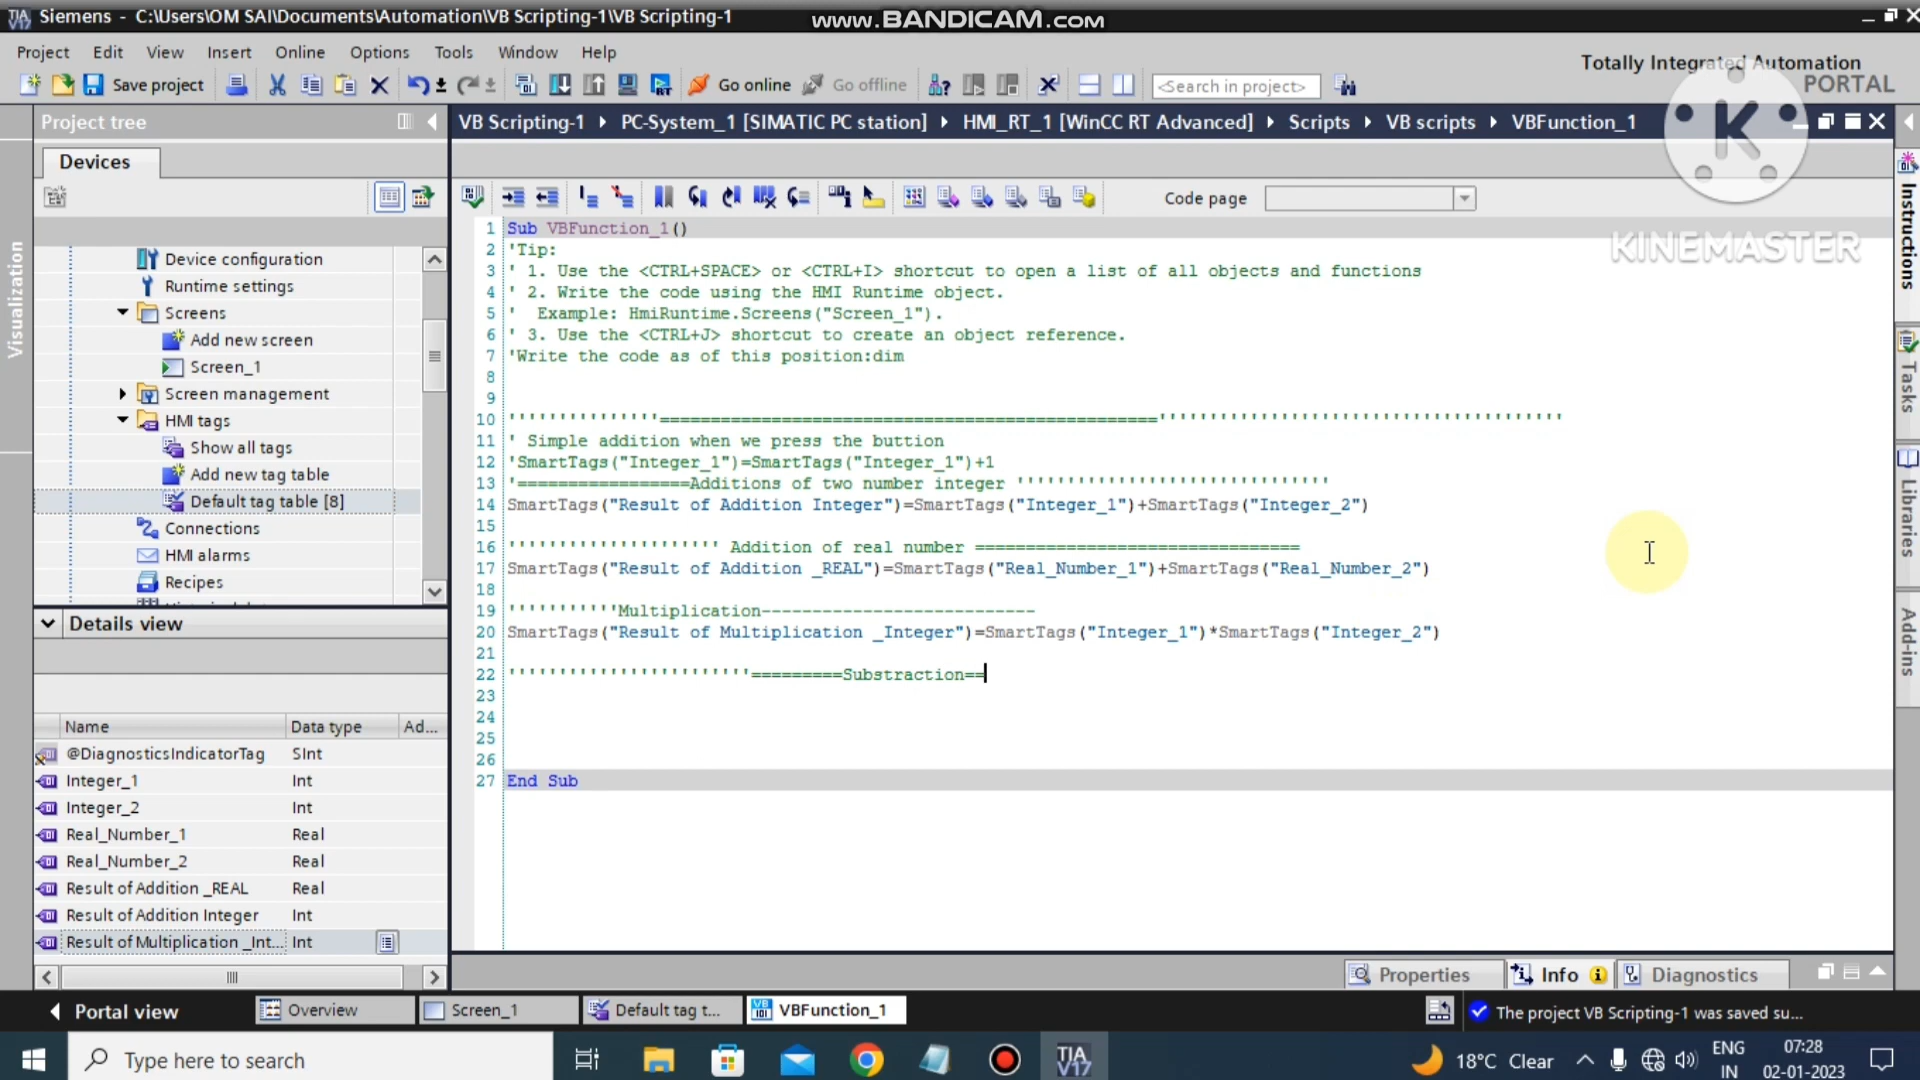 Siemens - C:\Users\OM SAI\Documents\Automation\VB Scripting-1\VB Scripting-1
www.BANDICAM.com
Project Edit View Insert Online Options Tools Window Help
Totally Integrated Automation
PORTAL
Save project
Go online
Go offline
<Search in project>
K
KINEMASTER
Project tree
VB Scripting-1 PC-System_1 [SIMATIC PC station] HMI_RT_1 [WinCC RT Advanced] Scripts VB scripts VBFunction_1
Devices
Code page
Visualization
Device configuration
Runtime settings
Screens
Add new screen
Screen_1
Screen management
HMI tags
Show all tags
Add new tag table
Default tag table [8]
Connections
HMI alarms
Recipes
1 Sub VBFunction_1()
2 'Tip:
3 ' 1. Use the <CTRL+SPACE> or <CTRL+I> shortcut to open a list of all objects and functions
4 ' 2. Write the code using the HMI Runtime object.
5 '  Example: HmiRuntime.Screens("Screen_1").
6 ' 3. Use the <CTRL+J> shortcut to create an object reference.
7 'Write the code as of this position:dim
8
9
10 '''''''''''''''=================================================''''''''''''''''''''''''''''''''''''''''
11 ' Simple addition when we press the buttion
12 'SmartTags("Integer_1")=SmartTags("Integer_1")+1
13 '=================Additions of two number integer '''''''''''''''''''''''''''''''
14 SmartTags("Result of Addition Integer")=SmartTags("Integer_1")+SmartTags("Integer_2")
15
16 ''''''''''''''''''''' Addition of real number ================================
17 SmartTags("Result of Addition _REAL")=SmartTags("Real_Number_1")+SmartTags("Real_Number_2")
18
19 '''''''''''Multiplication---------------------------
20 SmartTags("Result of Multiplication _Integer")=SmartTags("Integer_1")*SmartTags("Integer_2")
21
22 ''''''''''''''''''''''''=========Substraction==
23
24
25
26
27 End Sub
Details view
Name Data type Ad...
@DiagnosticsIndicatorTag SInt
Integer_1 Int
Integer_2 Int
Real_Number_1 Real
Real_Number_2 Real
Result of Addition _REAL Real
Result of Addition Integer Int
Result of Multiplication _Int... Int
Instructions
Tasks
Libraries
Add-ins
Properties Info Diagnostics
Portal view Overview Screen_1 Default tag t... VBFunction_1
The project VB Scripting-1 was saved su...
Type here to search
TIA V17
18°C Clear
ENG
IN
07:28
02-01-2023